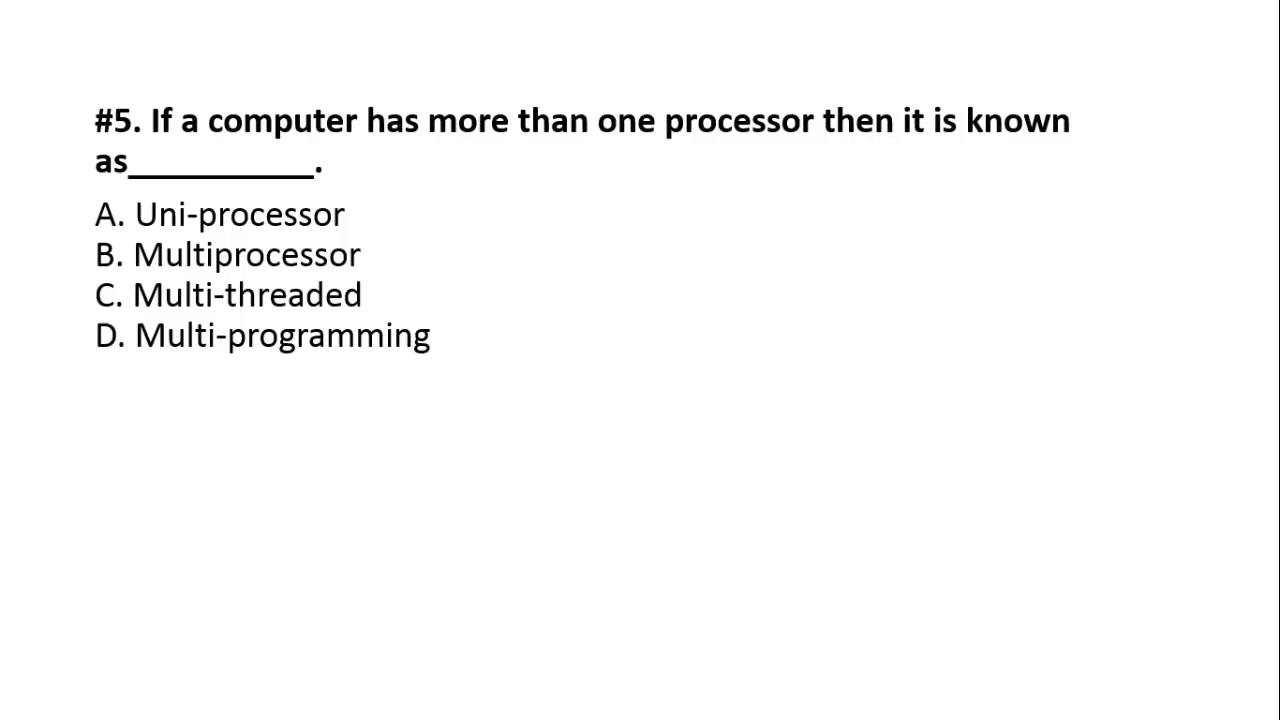 #5. If a computer has more than one processor then it is known
as__________.
A. Uni-processor
B. Multiprocessor
C. Multi-threaded
D. Multi-programming